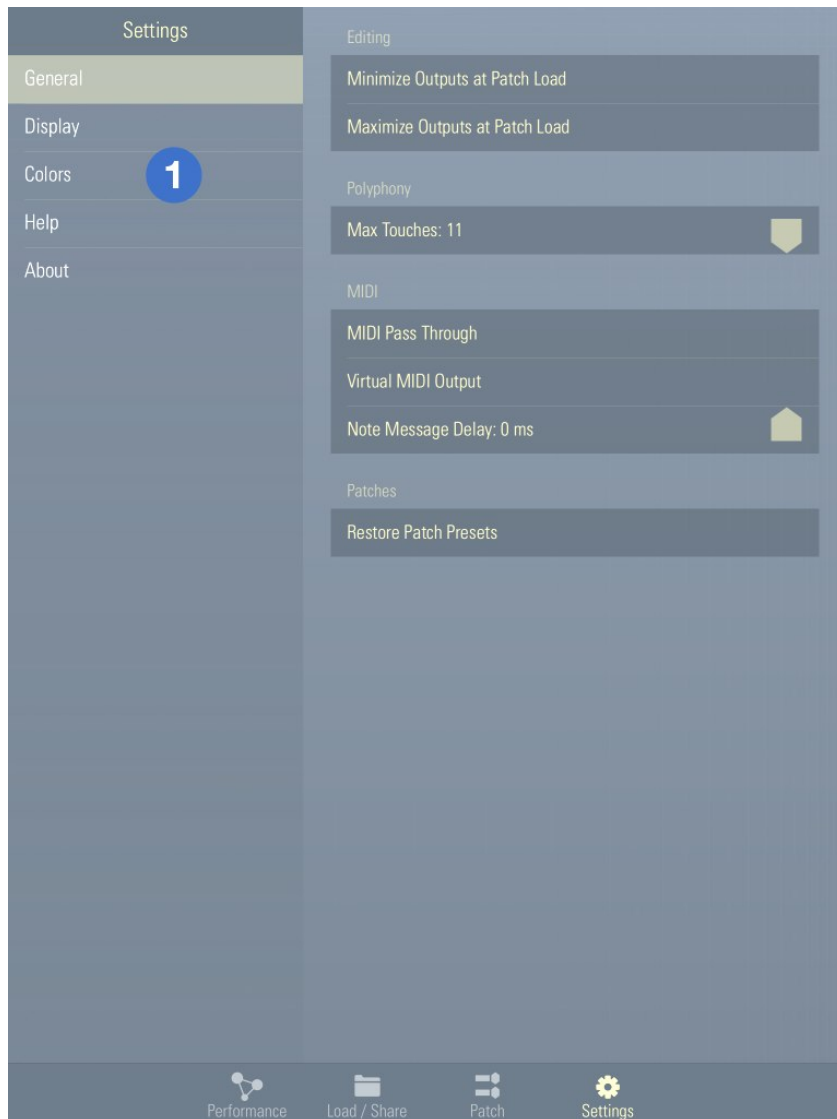 Settings
General
Display
Colors
1
Help
About
Editing
Minimize Outputs at Patch Load
Maximize Outputs at Patch Load
Polyphony
Max Touches: 11
MIDI
MIDI Pass Through
Virtual MIDI Output
Note Message Delay: 0 ms
Patches
Restore Patch Presets
Performance
Load / Share
Patch
Settings